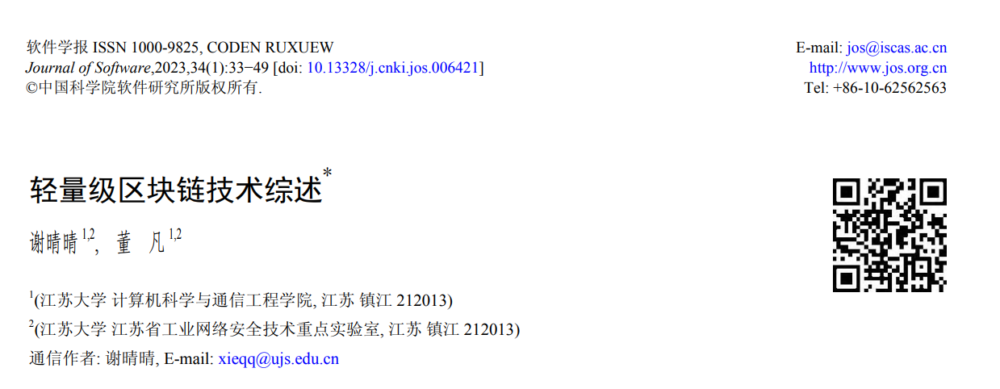 软件学报 ISSN 1000-9825, CODEN RUXUEW
Journal of Software,2023,34(1):33−49 [doi: 10.13328/j.cnki.jos.006421]
©中国科学院软件研究所版权所有.
E-mail: jos@iscas.ac.cn
http://www.jos.org.cn
Tel: +86-10-62562563
轻量级区块链技术综述*
谢晴晴1,2, 董 凡1,2
1(江苏大学 计算机科学与通信工程学院, 江苏 镇江 212013)
2(江苏大学 江苏省工业网络安全技术重点实验室, 江苏 镇江 212013)
通信作者: 谢晴晴, E-mail: xieqq@ujs.edu.cn